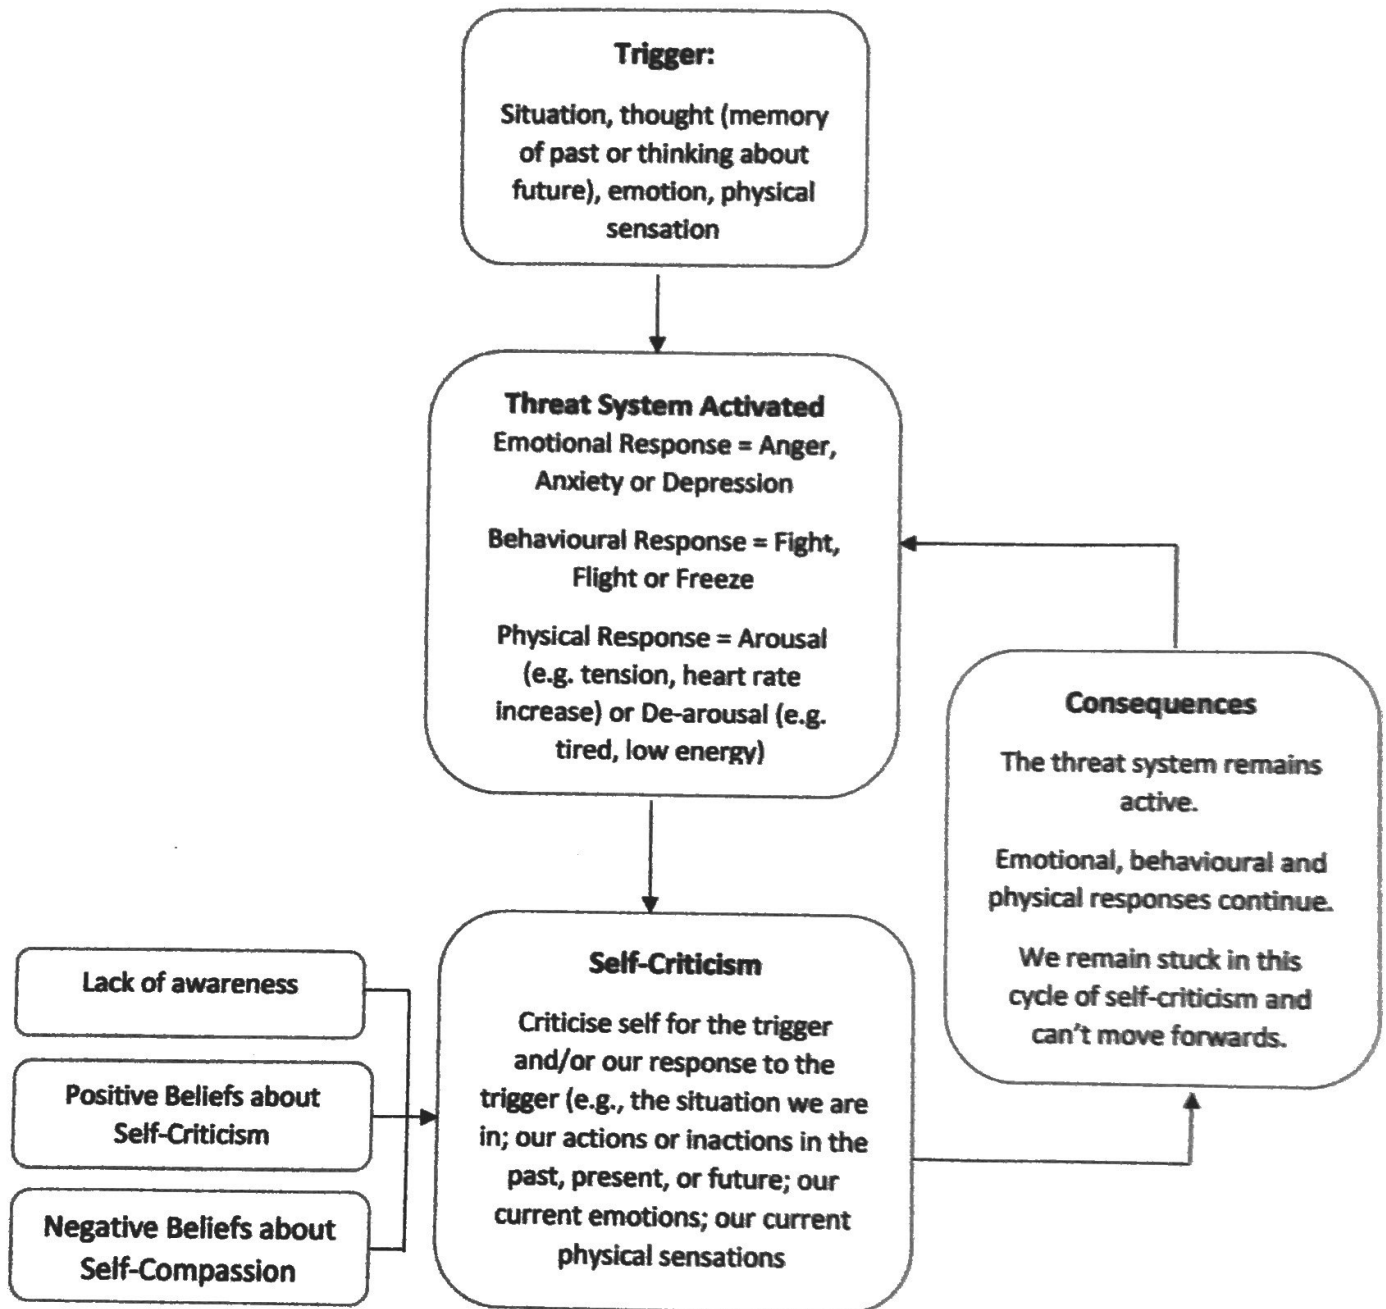 Trigger:
Situation, thought (memory
of past or thinking about
future), emotion, physical
sensation
Threat System Activated
Emotional Response = Anger,
Anxiety or Depression
Behavioural Response = Fight,
Flight or Freeze
Physical Response = Arousal
(e.g. tension, heart rate
increase) or De-arousal (e.g.
tired, low energy)
Consequences
The threat system remains
active.
Emotional, behavioural and
physical responses continue.
We remain stuck in this
cycle of self-criticism and
can't move forwards.
Lack of awareness
Positive Beliefs about
Self-Criticism
Negative Beliefs about
Self-Compassion
Self-Criticism
Criticise self for the trigger
and/or our response to the
trigger (e.g., the situation we are
in; our actions or inactions in the
past, present, or future; our
current emotions; our current
physical sensations